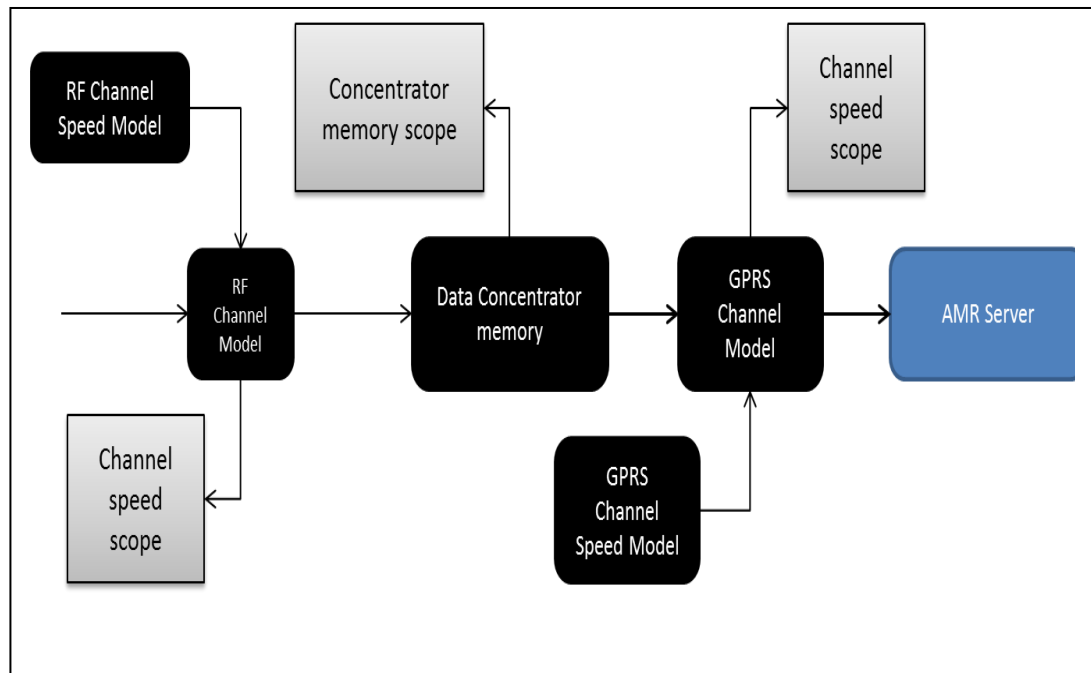 RF Channel
Speed Model
Concentrator
memory scope
Channel
speed
scope
RF
Channel
Model
Data Concentrator
memory
GPRS
Channel
Model
AMR Server
Channel
speed
scope
GPRS
Channel
Speed Model